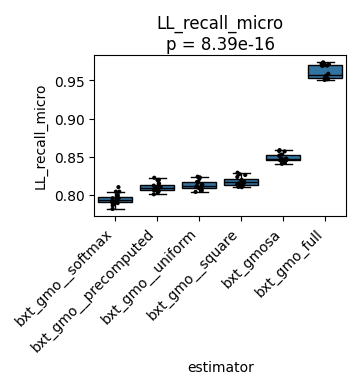 LL_recall_micro
p = 8.39e-16
LL_recall_micro
0.95
0.90
0.85
0.80
bxt_gmo__softmax
bxt_gmo__precomputed
bxt_gmo__uniform
bxt_gmo__square
bxt_gmosa
bxt_gmo_full
estimator